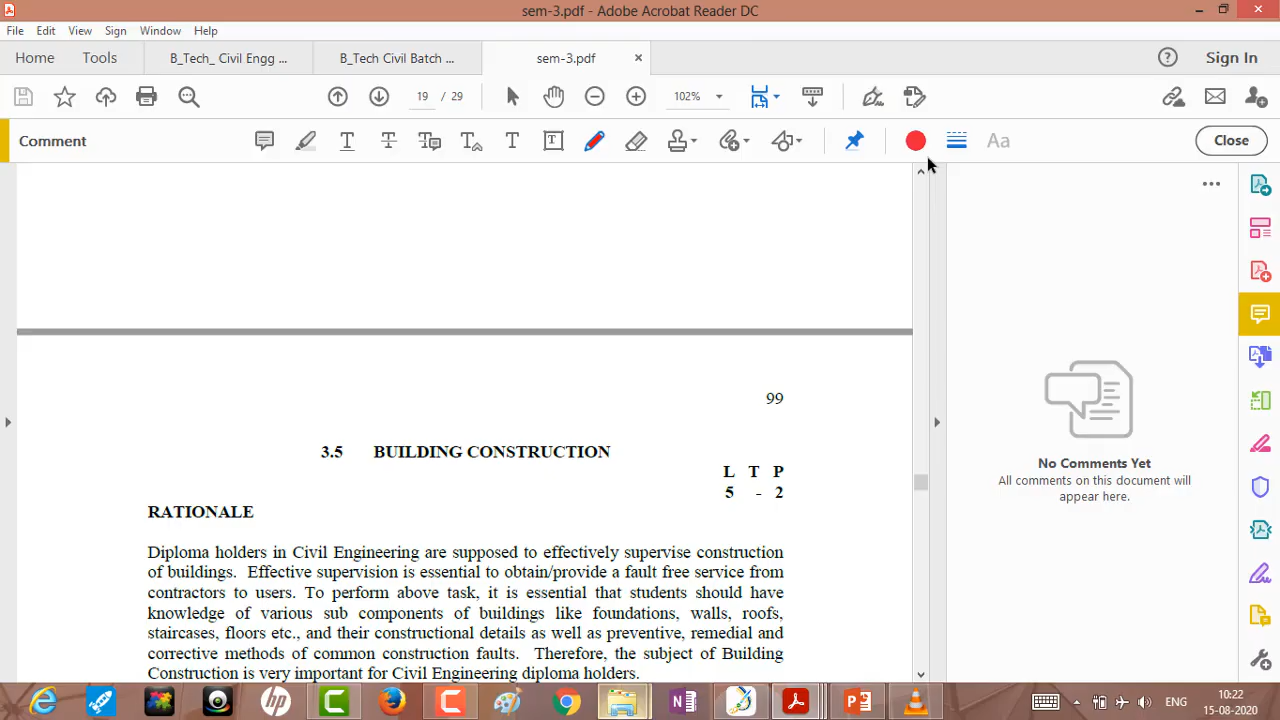 sem-3.pdf - Adobe Acrobat Reader DC
File Edit View Sign Window Help
Home Tools B_Tech_ Civil Engg ... B_Tech Civil Batch ... sem-3.pdf × ? Sign In
19 / 29 102%
Comment T T T T T T Aa Close
99
3.5 BUILDING CONSTRUCTION
L T P
5 - 2
RATIONALE
Diploma holders in Civil Engineering are supposed to effectively supervise construction
of buildings. Effective supervision is essential to obtain/provide a fault free service from
contractors to users. To perform above task, it is essential that students should have
knowledge of various sub components of buildings like foundations, walls, roofs,
staircases, floors etc., and their constructional details as well as preventive, remedial and
corrective methods of common construction faults. Therefore, the subject of Building
Construction is very important for Civil Engineering diploma holders.
No Comments Yet
All comments on this document will
appear here.
ENG
10:22
15-08-2020